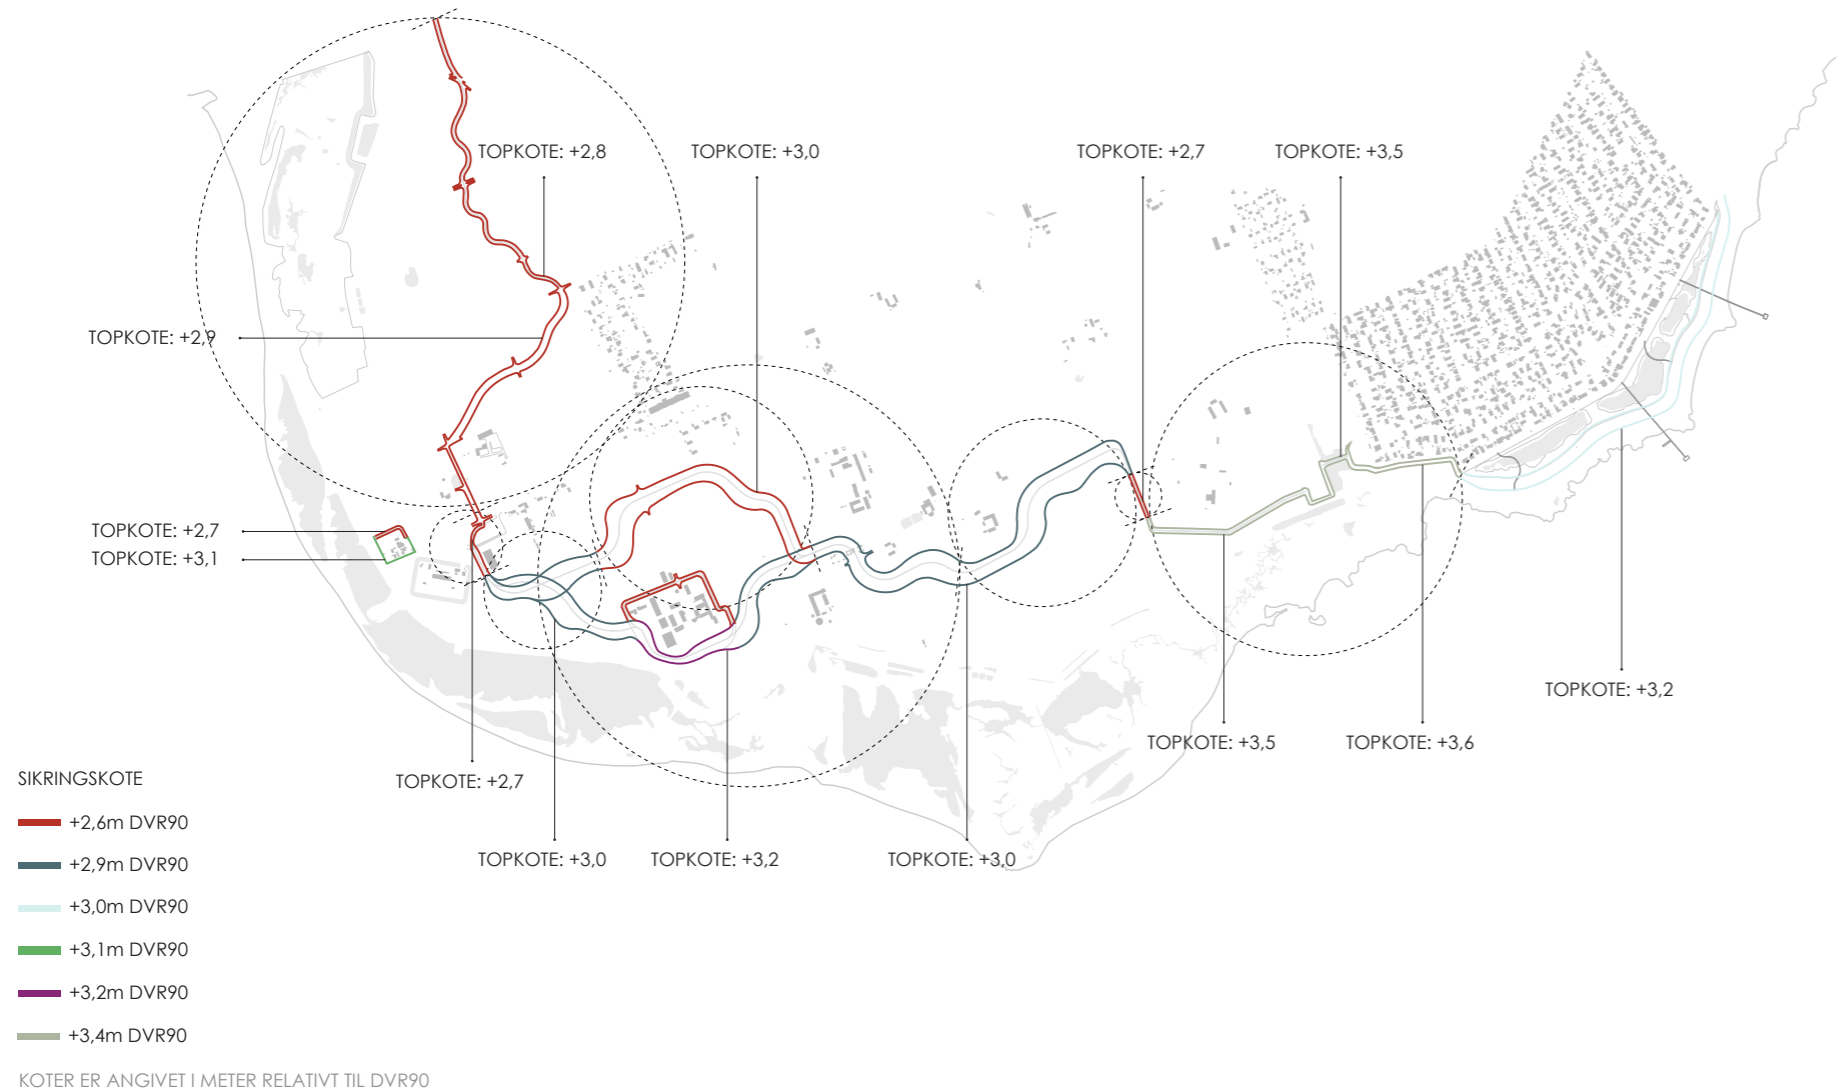 TOPKOTE: +2,8
TOPKOTE: +3,0
TOPKOTE: +2,7
TOPKOTE: +3,5
TOPKOTE: +2,9
TOPKOTE: +2,7
TOPKOTE: +3,1
TOPKOTE: +3,2
TOPKOTE: +3,5
TOPKOTE: +3,6
TOPKOTE: +2,7
TOPKOTE: +3,0
TOPKOTE: +3,2
TOPKOTE: +3,0
SIKRINGSKOTE
+2,6m DVR90
+2,9m DVR90
+3,0m DVR90
+3,1m DVR90
+3,2m DVR90
+3,4m DVR90
KOTER ER ANGIVET I METER RELATIVT TIL DVR90